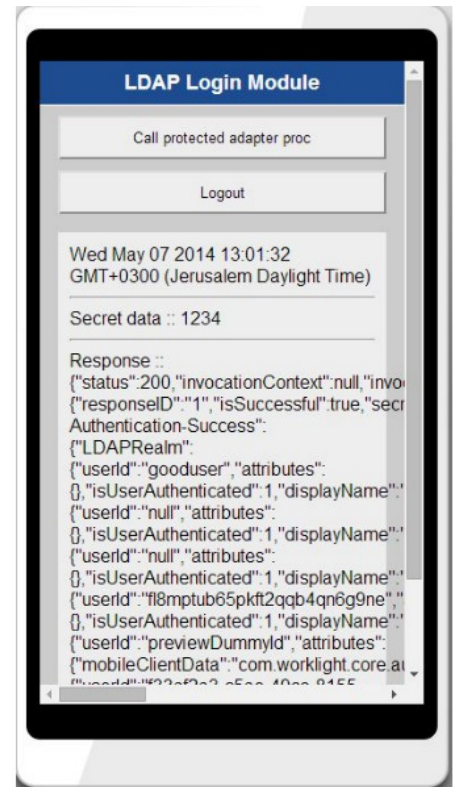 LDAP Login Module
Call protected adapter proc
Logout
Wed May 07 2014 13:01:32
GMT+0300 (Jerusalem Daylight Time)
Secret data :: 1234
Response ::
{"status":200,"invocationContext":null,"invo
{"responseID":"1","isSuccessful":true,"secr
Authentication-Success":
{"LDAPRealm":
{"userId":"gooduser","attributes":
{},"isUserAuthenticated":1,"displayName":"
{"userId":"null","attributes":
{},"isUserAuthenticated":1,"displayName":"
{"userId":"null","attributes":
{},"isUserAuthenticated":1,"displayName":"
{"userId":"fl8mptub65pkft2qqb4qn6g9ne","
{},"isUserAuthenticated":1,"displayName":"
{"userId":"previewDummyId","attributes":
{"mobileClientData":"com.worklight.core.au